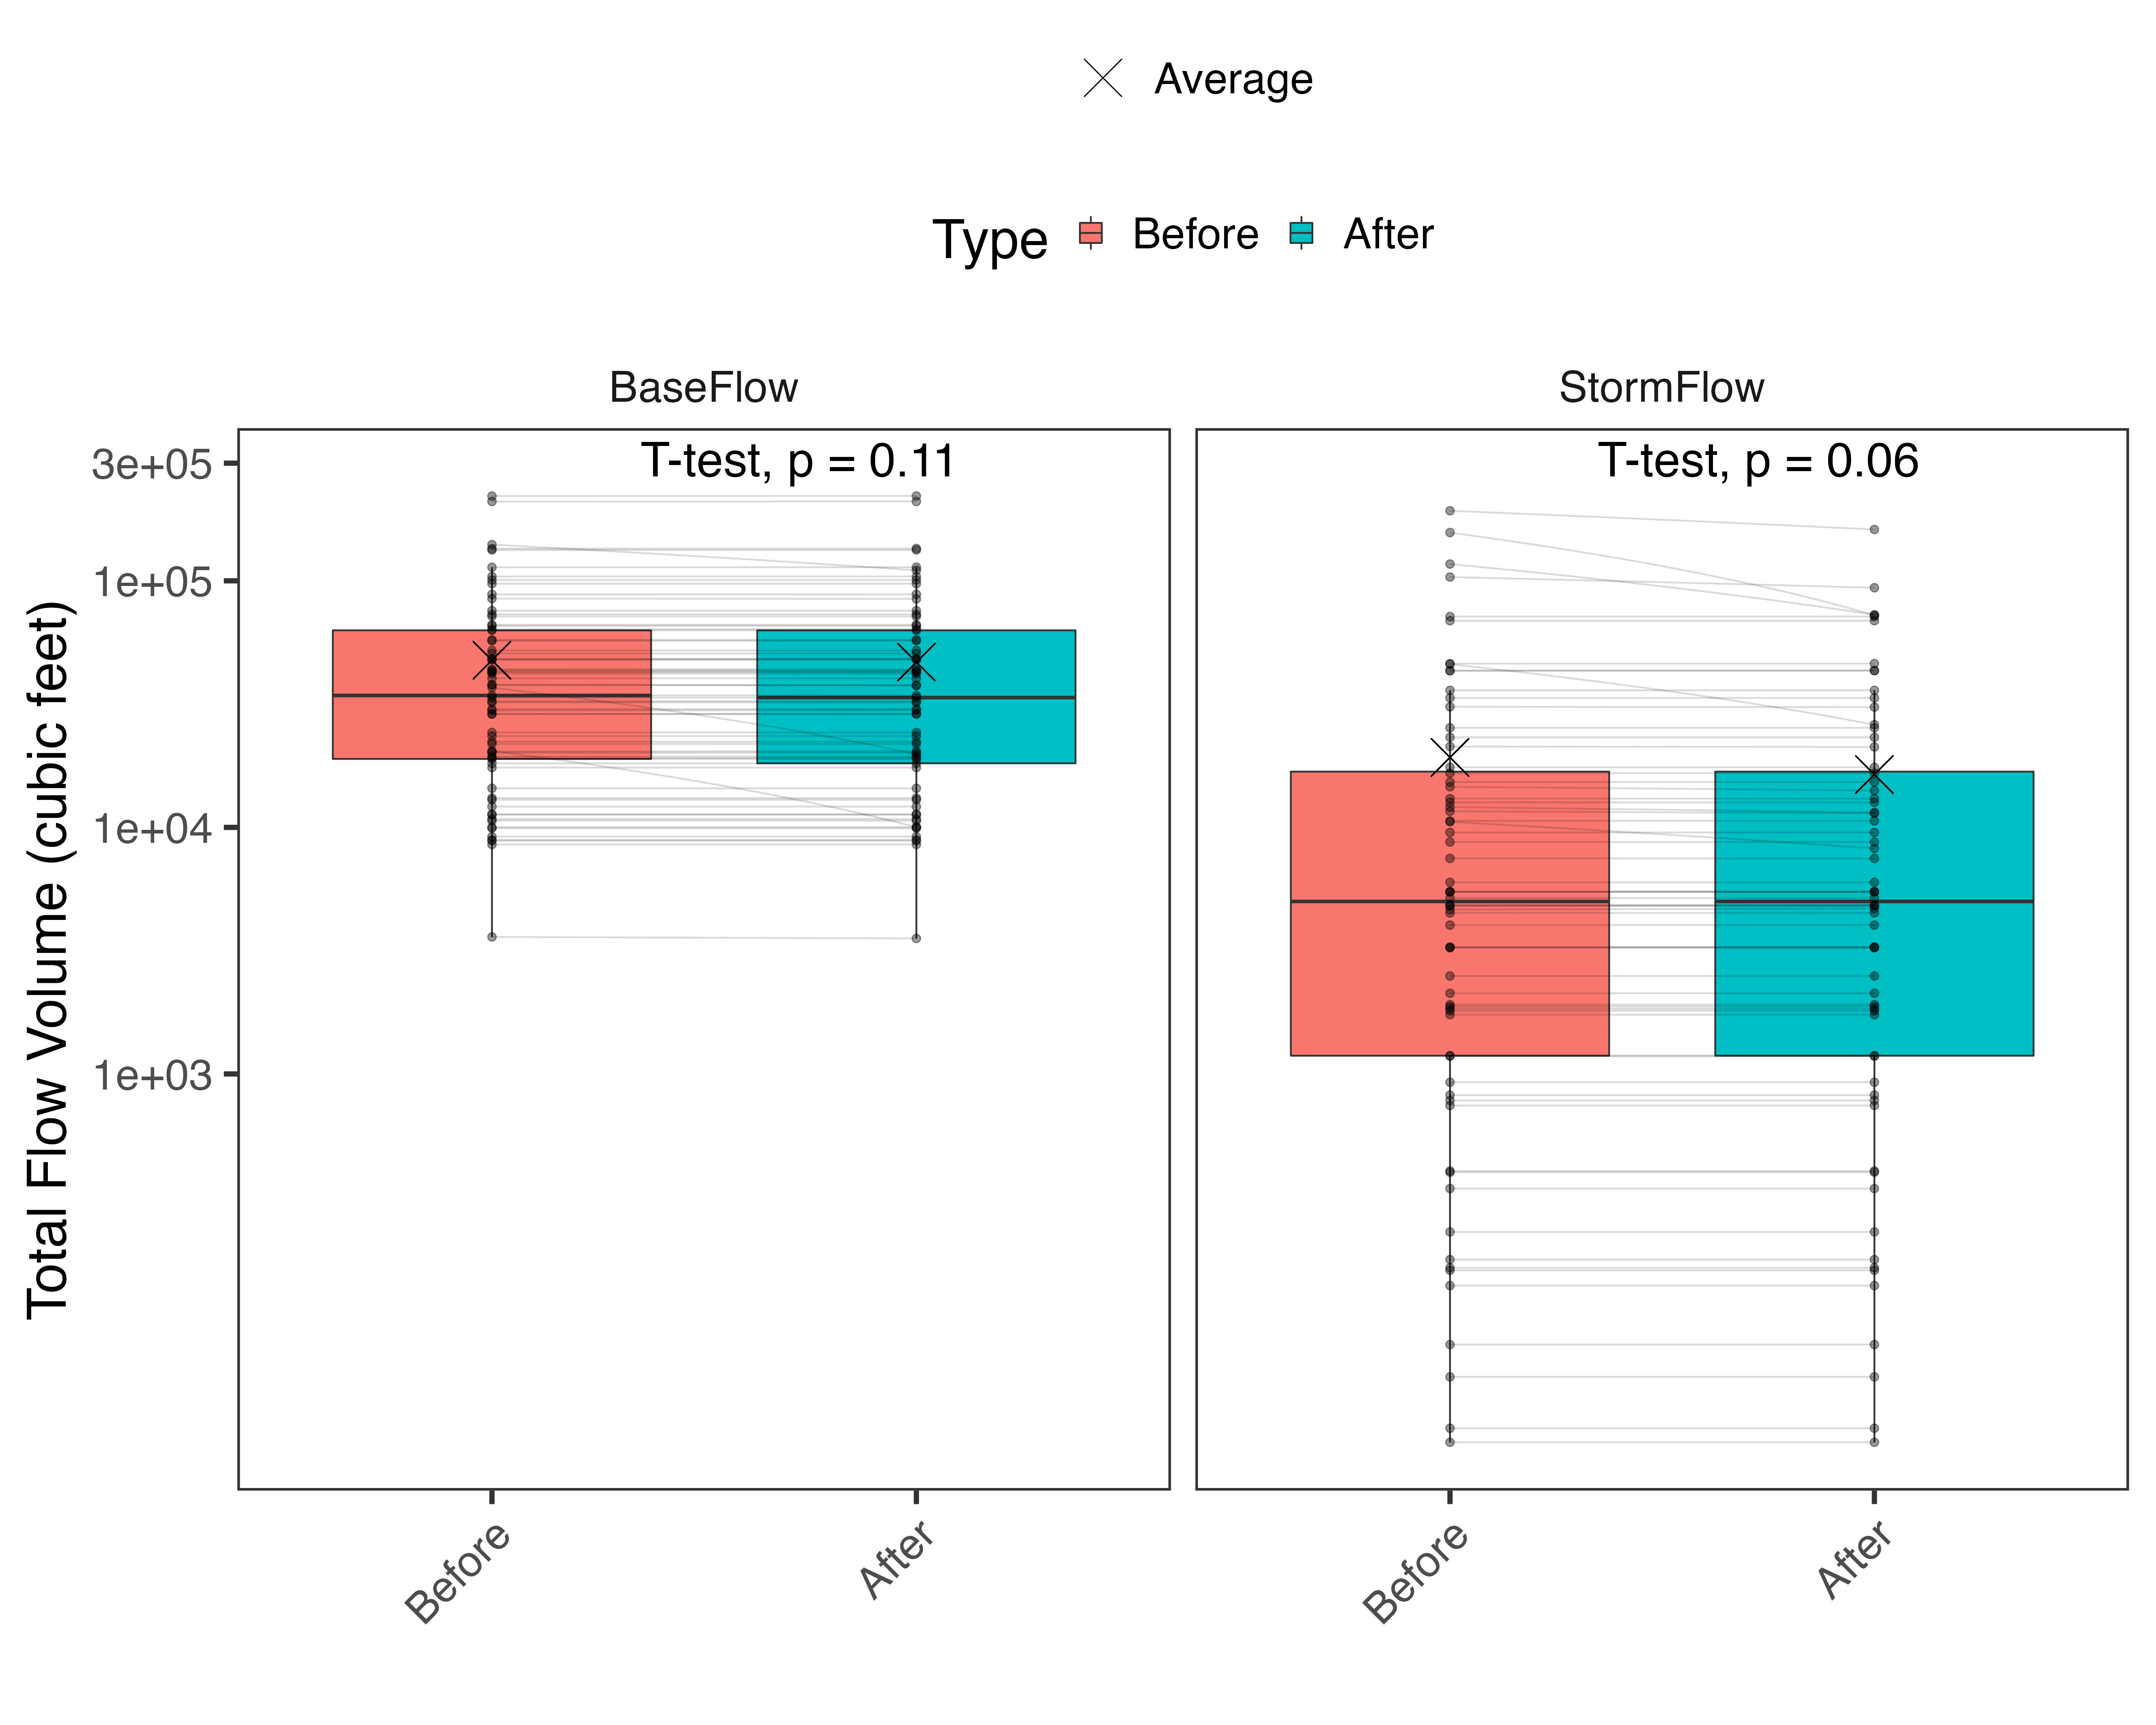 Average
Type Before After
BaseFlow
StormFlow
T-test, p = 0.11
T-test, p = 0.06
Total Flow Volume (cubic feet)
3e+05
1e+05
1e+04
1e+03
Before
After
Before
After